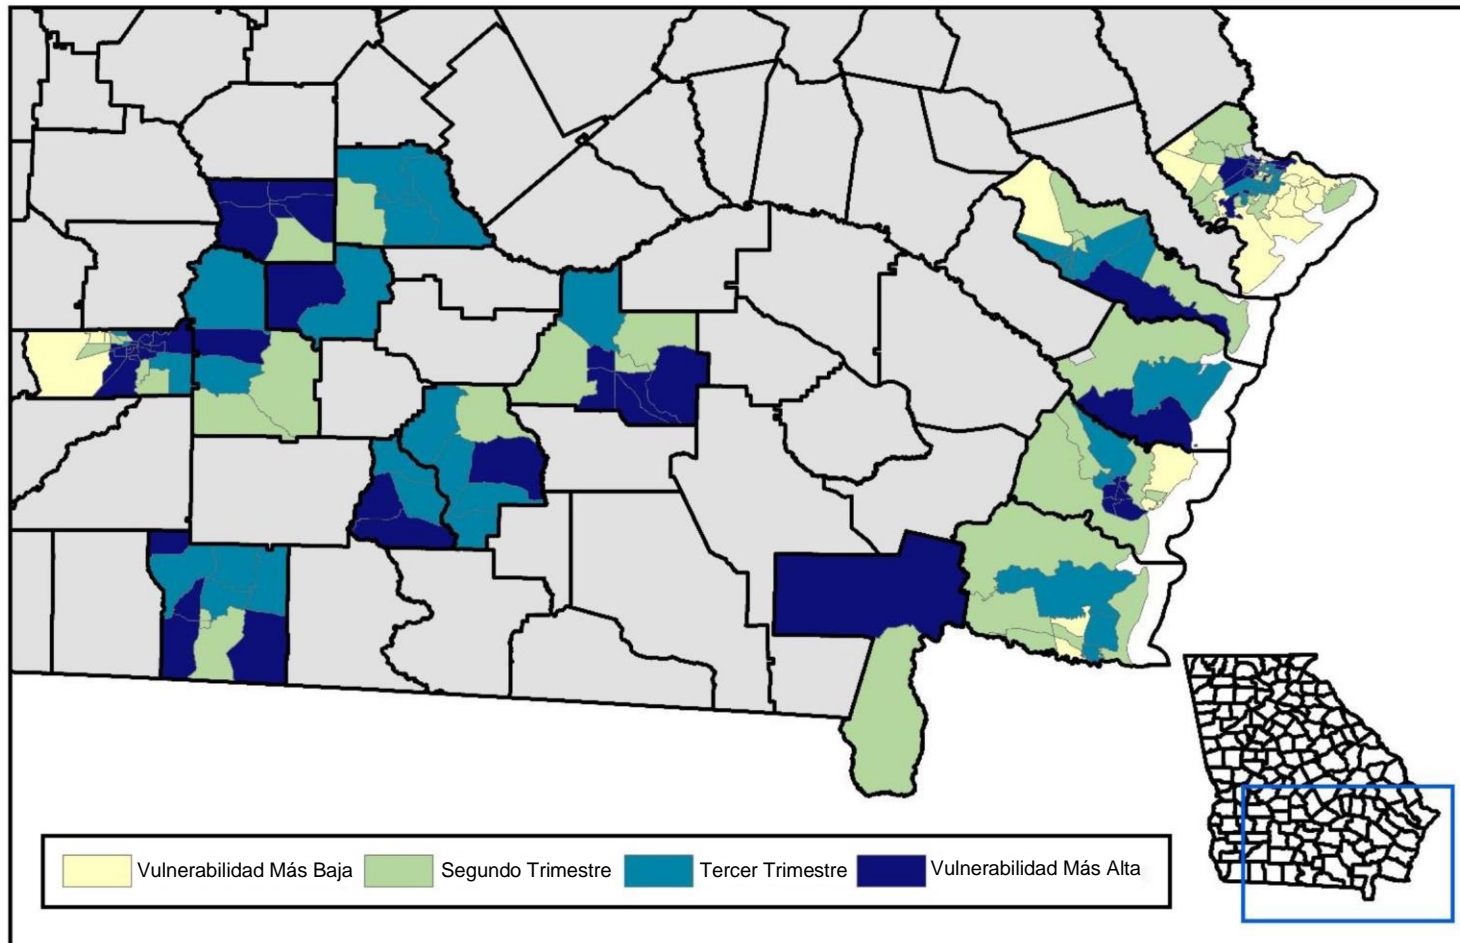 Vulnerabilidad Más Baja
Segundo Trimestre
Tercer Trimestre
Vulnerabilidad Más Alta